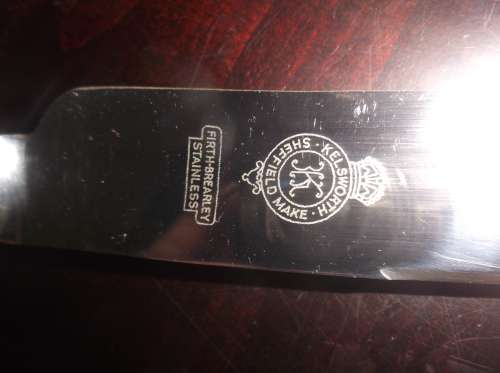 FIRTH-BREARLEY
STAINLESS
· KELSWORTH ·
SHEFFIELD MAKE
K